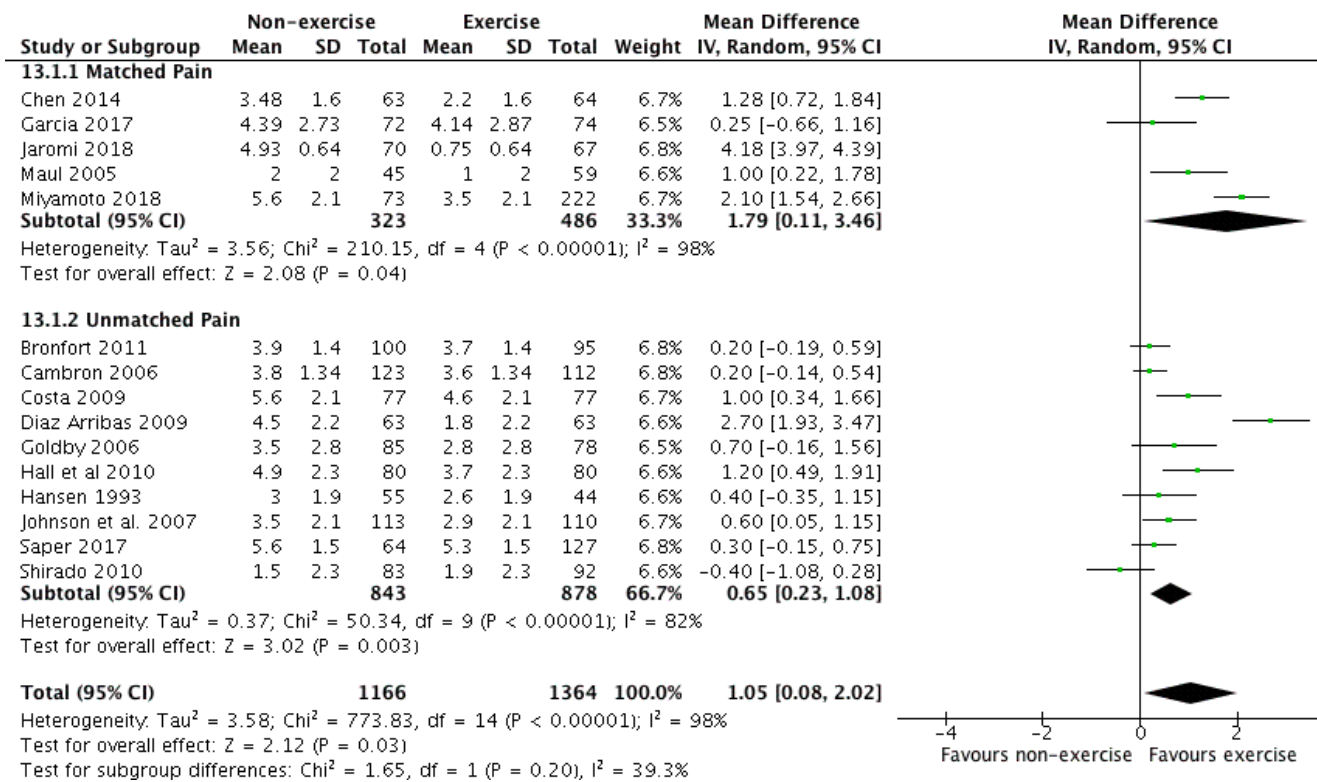 Non-exercise Exercise Mean Difference Mean Difference
Study or Subgroup Mean SD Total Mean SD Total Weight IV, Random, 95% CI IV, Random, 95% CI
13.1.1 Matched Pain
Chen 2014 3.48 1.6 63 2.2 1.6 64 6.7% 1.28 [0.72, 1.84]
Garcia 2017 4.39 2.73 72 4.14 2.87 74 6.5% 0.25 [-0.66, 1.16]
Jaromi 2018 4.93 0.64 70 0.75 0.64 67 6.8% 4.18 [3.97, 4.39]
Maul 2005 2 2 45 1 2 59 6.6% 1.00 [0.22, 1.78]
Miyamoto 2018 5.6 2.1 73 3.5 2.1 222 6.7% 2.10 [1.54, 2.66]
Subtotal (95% CI) 323 486 33.3% 1.79 [0.11, 3.46]
Heterogeneity: Tau² = 3.56; Chi² = 210.15, df = 4 (P < 0.00001); I² = 98%
Test for overall effect: Z = 2.08 (P = 0.04)
13.1.2 Unmatched Pain
Bronfort 2011 3.9 1.4 100 3.7 1.4 95 6.8% 0.20 [-0.19, 0.59]
Cambron 2006 3.8 1.34 123 3.6 1.34 112 6.8% 0.20 [-0.14, 0.54]
Costa 2009 5.6 2.1 77 4.6 2.1 77 6.7% 1.00 [0.34, 1.66]
Diaz Arribas 2009 4.5 2.2 63 1.8 2.2 63 6.6% 2.70 [1.93, 3.47]
Goldby 2006 3.5 2.8 85 2.8 2.8 78 6.5% 0.70 [-0.16, 1.56]
Hall et al 2010 4.9 2.3 80 3.7 2.3 80 6.6% 1.20 [0.49, 1.91]
Hansen 1993 3 1.9 55 2.6 1.9 44 6.6% 0.40 [-0.35, 1.15]
Johnson et al. 2007 3.5 2.1 113 2.9 2.1 110 6.7% 0.60 [0.05, 1.15]
Saper 2017 5.6 1.5 64 5.3 1.5 127 6.8% 0.30 [-0.15, 0.75]
Shirado 2010 1.5 2.3 83 1.9 2.3 92 6.6% -0.40 [-1.08, 0.28]
Subtotal (95% CI) 843 878 66.7% 0.65 [0.23, 1.08]
Heterogeneity: Tau² = 0.37; Chi² = 50.34, df = 9 (P < 0.00001); I² = 82%
Test for overall effect: Z = 3.02 (P = 0.003)
Total (95% CI) 1166 1364 100.0% 1.05 [0.08, 2.02]
Heterogeneity: Tau² = 3.58; Chi² = 773.83, df = 14 (P < 0.00001); I² = 98%
Test for overall effect: Z = 2.12 (P = 0.03)
Test for subgroup differences: Chi² = 1.65, df = 1 (P = 0.20), I² = 39.3%
-4 -2 0 2
Favours non-exercise Favours exercise